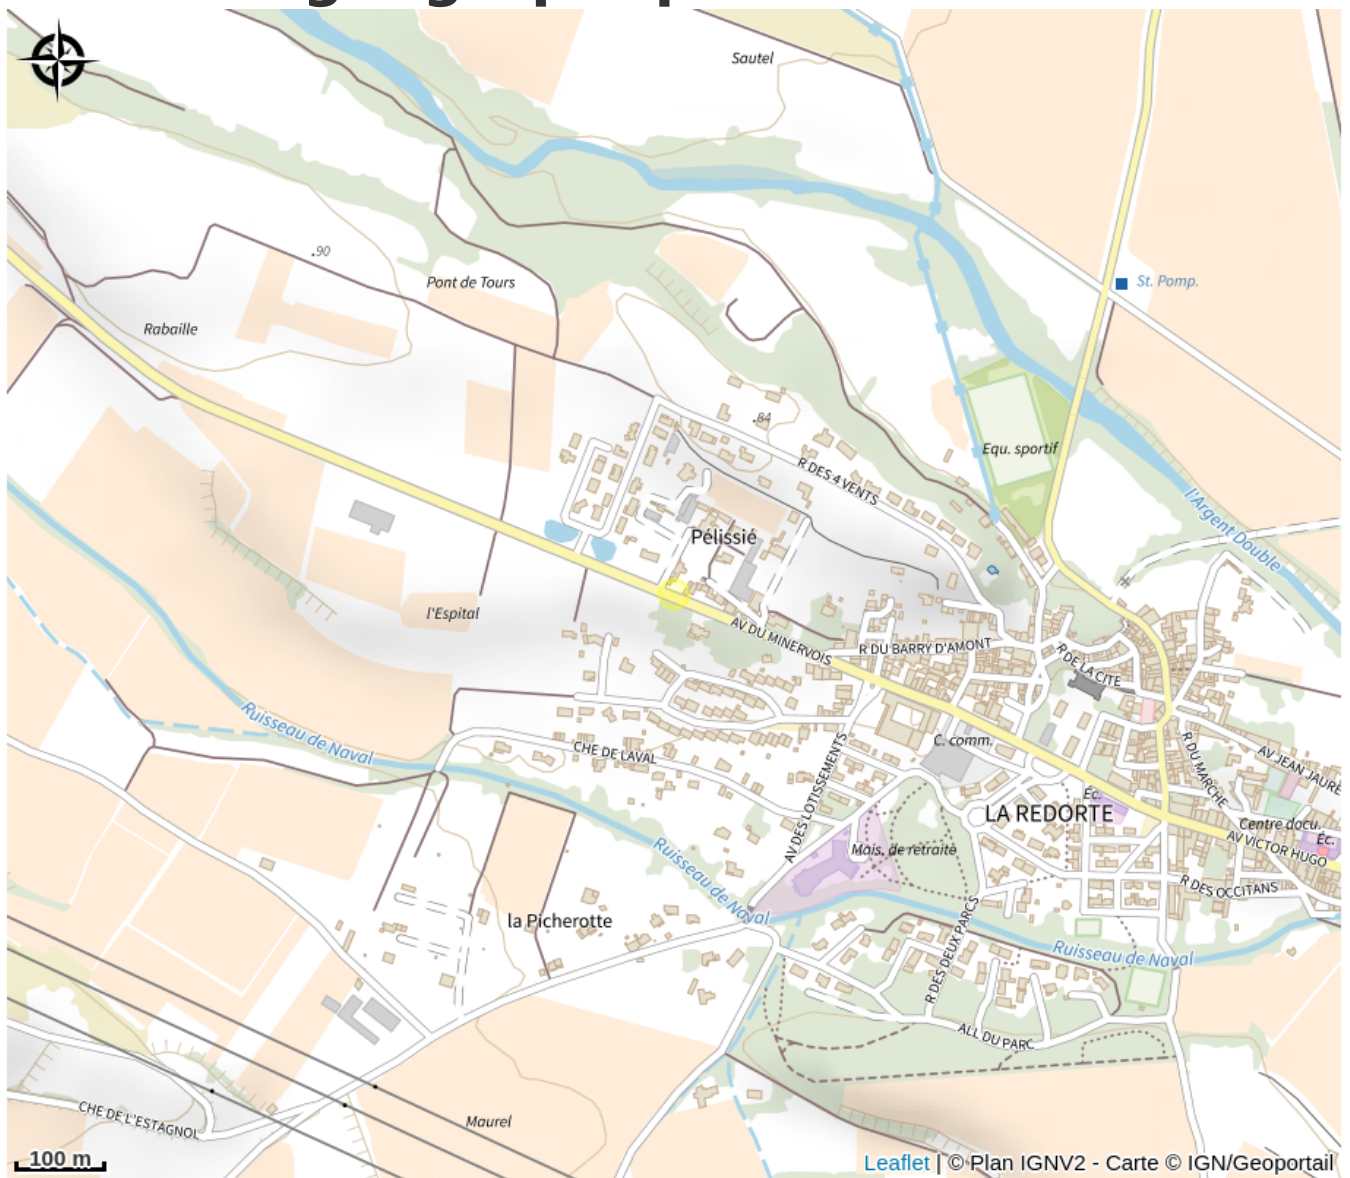 Sautel
.90
Pont de Tours
St. Pomp.
Rabaille
.84
Equ. sportif
R DES 4 VENTS
l'Argent Double
Pélissié
l'Espital
AV DU MINERVOIS
R DU BARRY D'AMONT
R DE LA CITE
Ruisseau de Naval
CHE DE LAVAL
C. comm.
AV DES LOTISSEMENTS
R DU MARCHE
AV JEAN JAURÈ
Éc.
LA REDORTE
Centre docu.
Éc.
AV VICTOR HUGO
Mais. de retraite
Ruisseau de Naval
R DES OCCITANS
la Picherotte
R DES DEUX PARCS
Ruisseau de Naval
ALL DU PARC
CHE DE L'ESTAGNOL
Maurel
100 m
Leaflet | © Plan IGNV2 - Carte © IGN/Geoportail